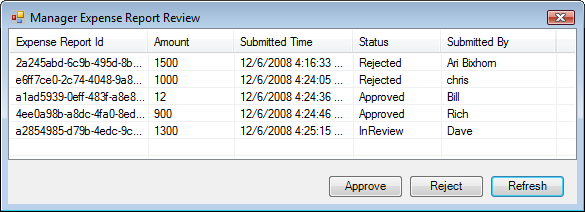 Manager Expense Report Review
Expense Report Id Amount Submitted Time Status Submitted By
2a245abd-6c9b-495d-8b... 1500 12/6/2008 4:16:33 ... Rejected Ari Bixhorn
e6ff7ce0-2c74-4048-9a8... 1000 12/6/2008 4:24:05 ... Rejected chris
a1ad5939-0eff-483f-a8e8... 12 12/6/2008 4:24:36 ... Approved Bill
4ee0a98b-a8dc-4fa0-8ed... 900 12/6/2008 4:24:46 ... Approved Rich
a2854985-d79b-4edc-9c... 1300 12/6/2008 4:25:15 ... InReview Dave
Approve Reject Refresh